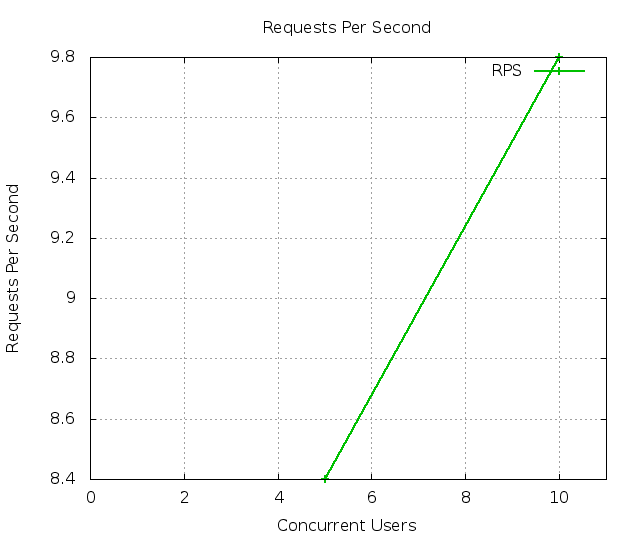 Requests Per Second
9.8
RPS
9.6
9.4
9.2
9
8.8
8.6
8.4
Requests Per Second
0 2 4 6 8 10
Concurrent Users